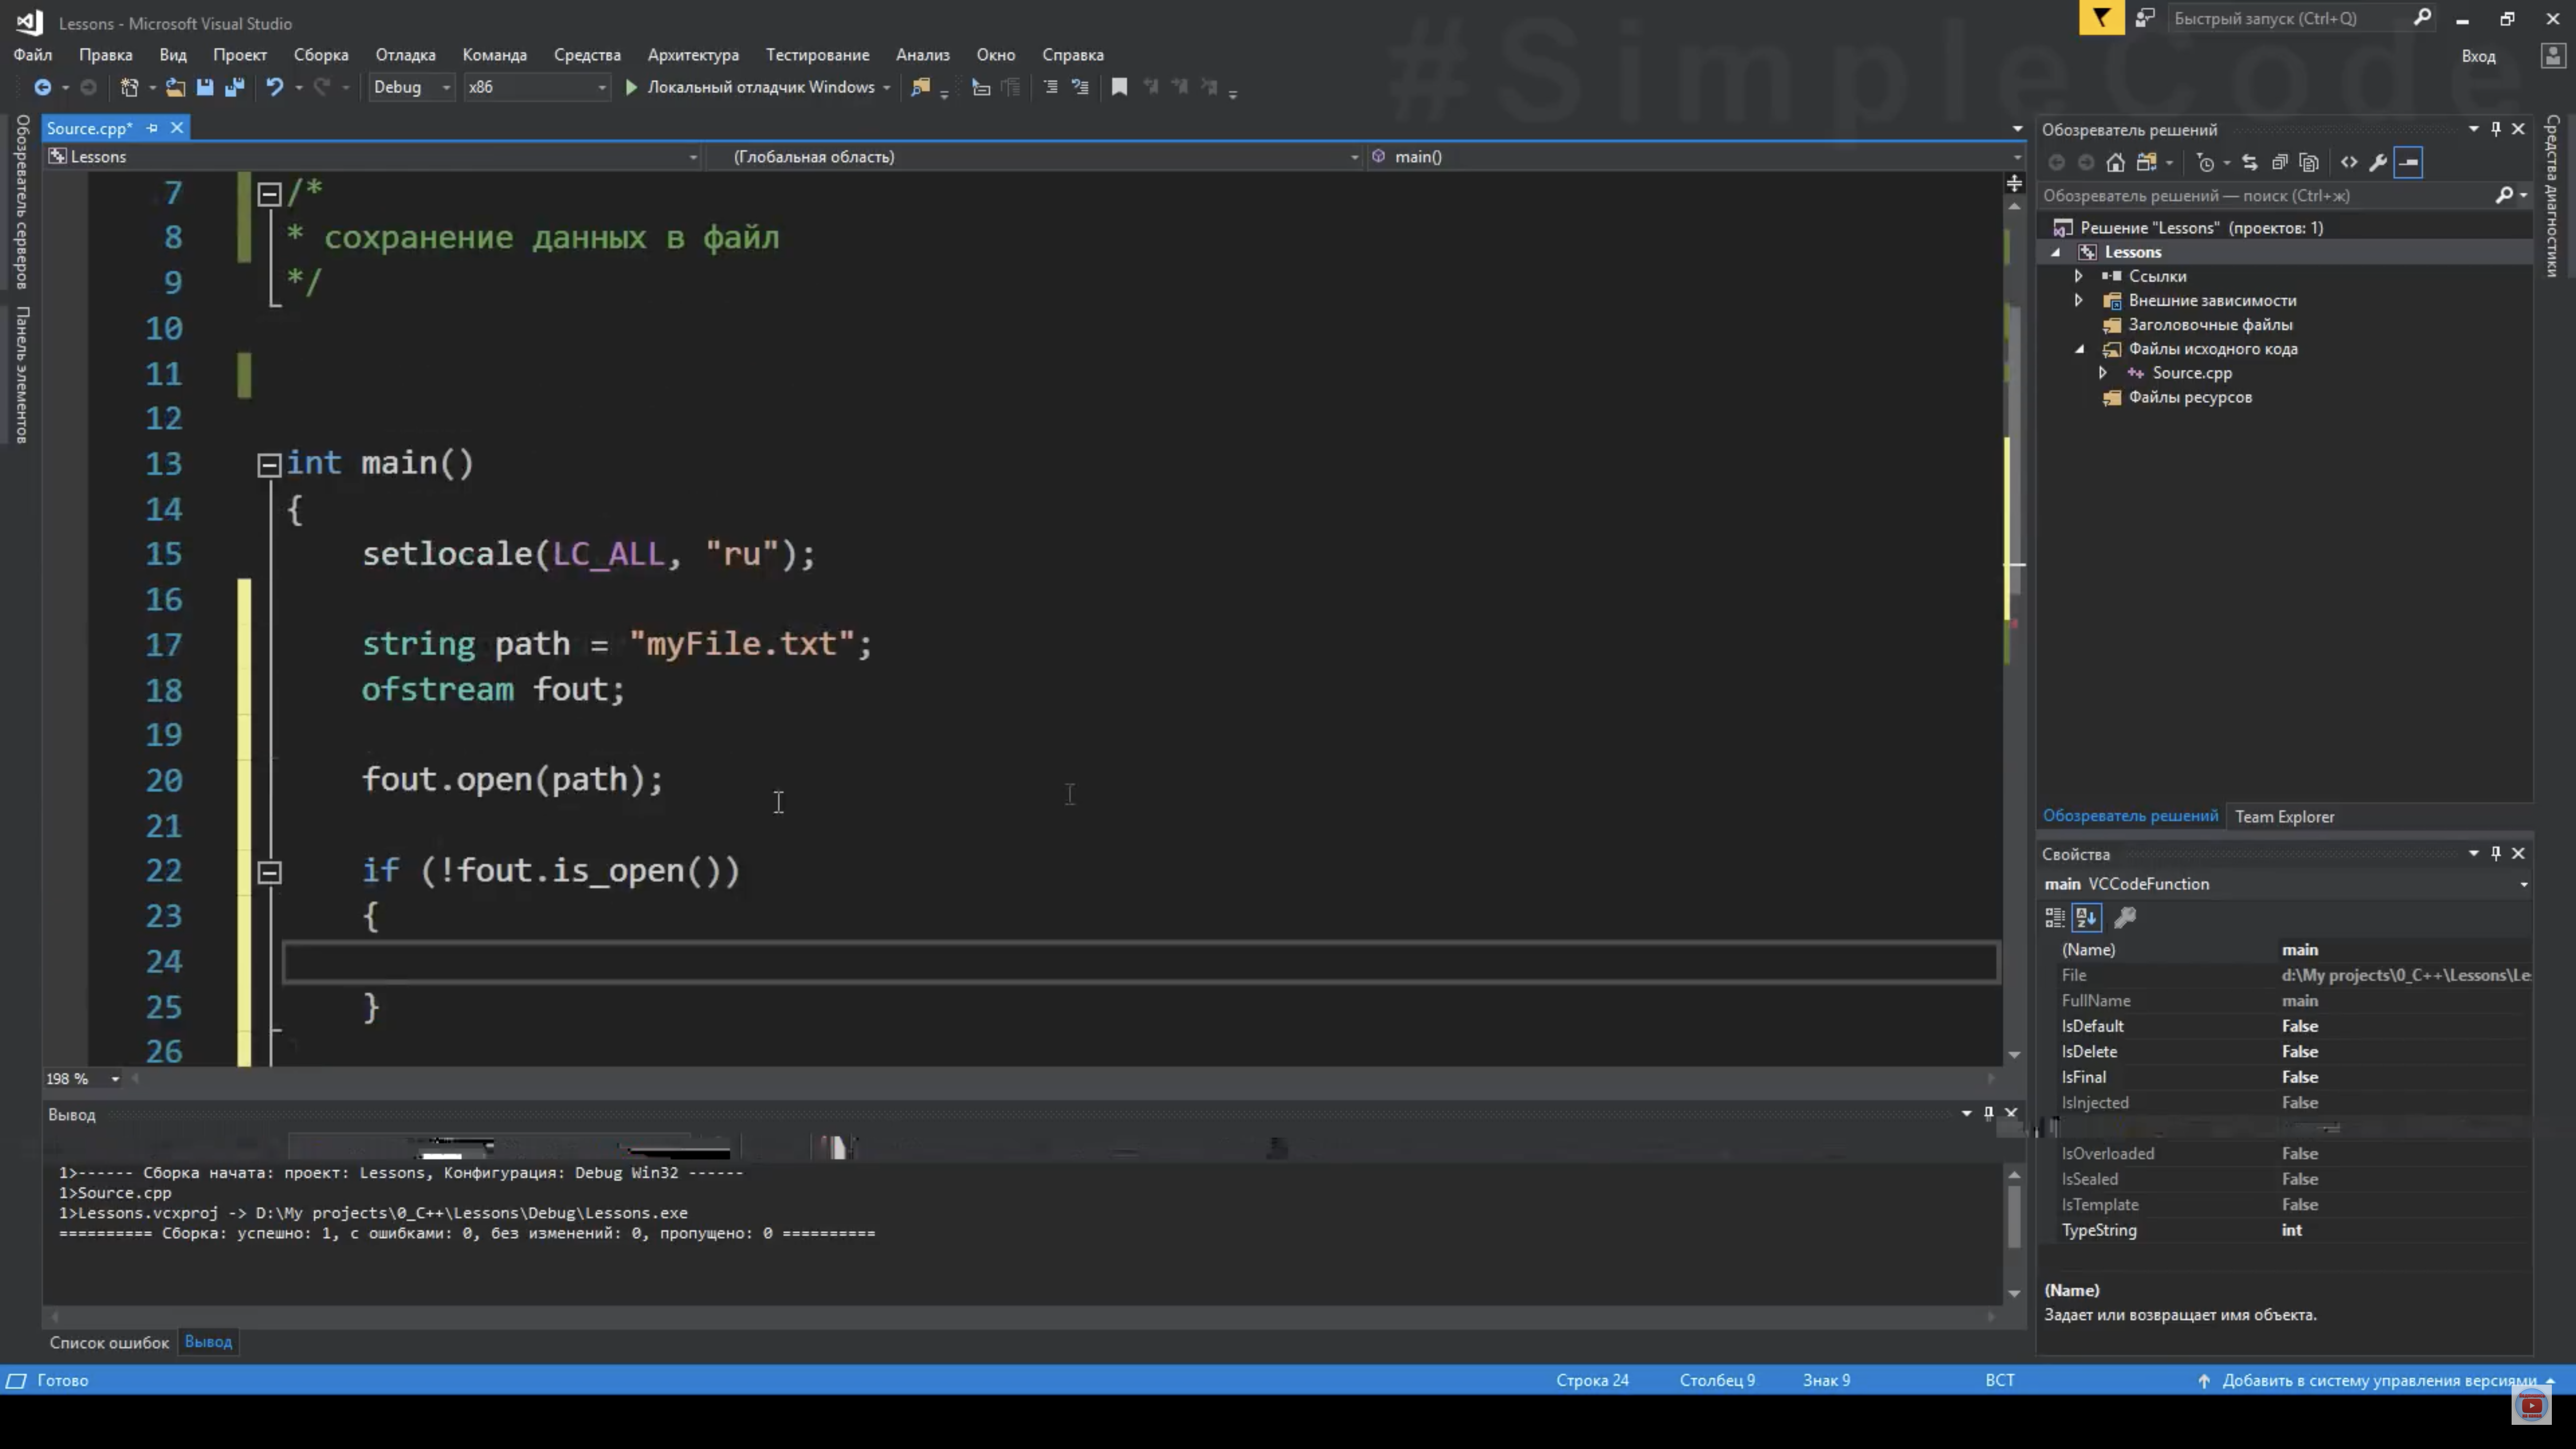 Lessons - Microsoft Visual Studio
#SimpleCode
Быстрый запуск (Ctrl+Q)
Файл Правка Вид Проект Сборка Отладка Команда Средства Архитектура Тестирование Анализ Окно Справка
Вход
Debug x86 Локальный отладчик Windows
Обозреватель серверов
Панель элементов
Source.cpp*
Lessons (Глобальная область) main()
7 /*
8 * сохранение данных в файл
9 */
10
11
12
13 int main()
14 {
15 setlocale(LC_ALL, "ru");
16
17 string path = "myFile.txt";
18 ofstream fout;
19
20 fout.open(path);
21
22 if (!fout.is_open())
23 {
24
25 }
26
198 %
Вывод
1>------ Сборка начата: проект: Lessons, Конфигурация: Debug Win32 ------
1>Source.cpp
1>Lessons.vcxproj -> D:\My projects\0_C++\Lessons\Debug\Lessons.exe
========== Сборка: успешно: 1, с ошибками: 0, без изменений: 0, пропущено: 0 ==========
Список ошибок Вывод
Обозреватель решений
Обозреватель решений — поиск (Ctrl+ж)
Решение "Lessons" (проектов: 1)
Lessons
Ссылки
Внешние зависимости
Заголовочные файлы
Файлы исходного кода
Source.cpp
Файлы ресурсов
Обозреватель решений Team Explorer
Свойства
main VCCodeFunction
(Name) main
File d:\My projects\0_C++\Lessons\Le
FullName main
IsDefault False
IsDelete False
IsFinal False
IsInjected False
IsOverloaded False
IsSealed False
IsTemplate False
TypeString int
(Name)
Задает или возвращает имя объекта.
Средства диагностики
Готово Строка 24 Столбец 9 Знак 9 ВСТ Добавить в систему управления версиями